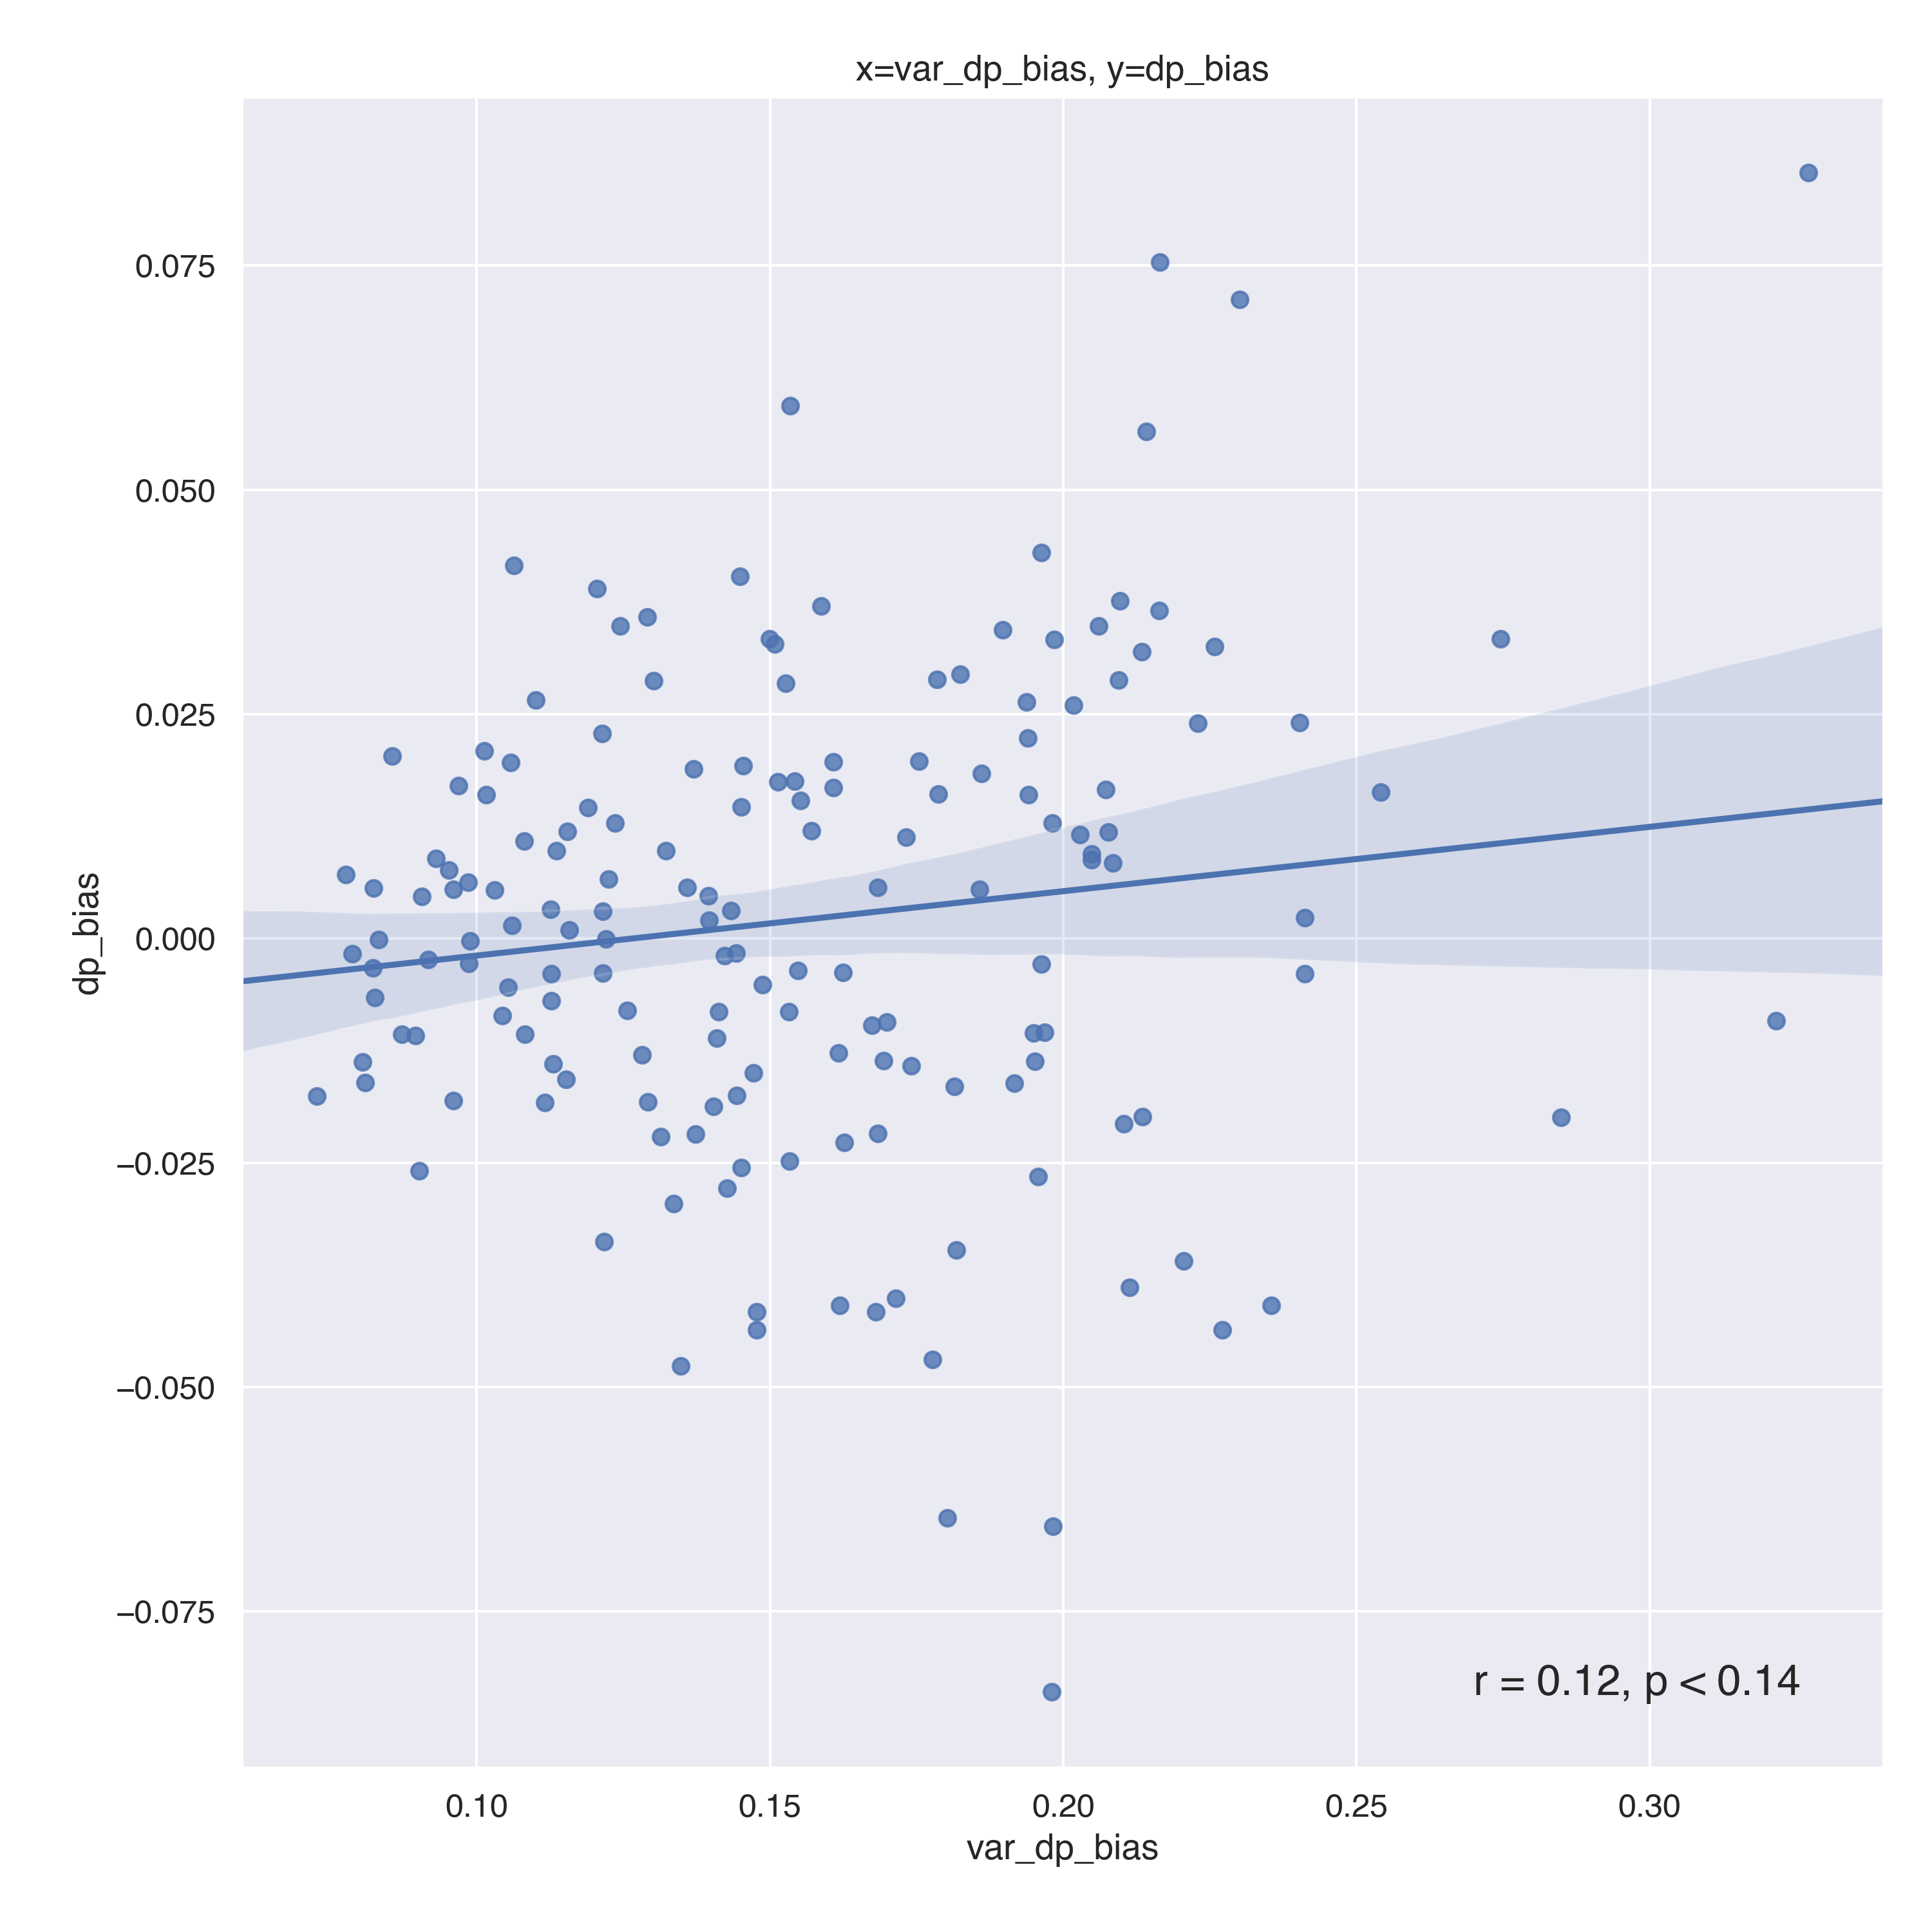 x=var_dp_bias, y=dp_bias
0.075
0.050
0.025
0.000
−0.025
−0.050
−0.075
dp_bias
r = 0.12, p < 0.14
0.10 0.15 0.20 0.25 0.30
var_dp_bias